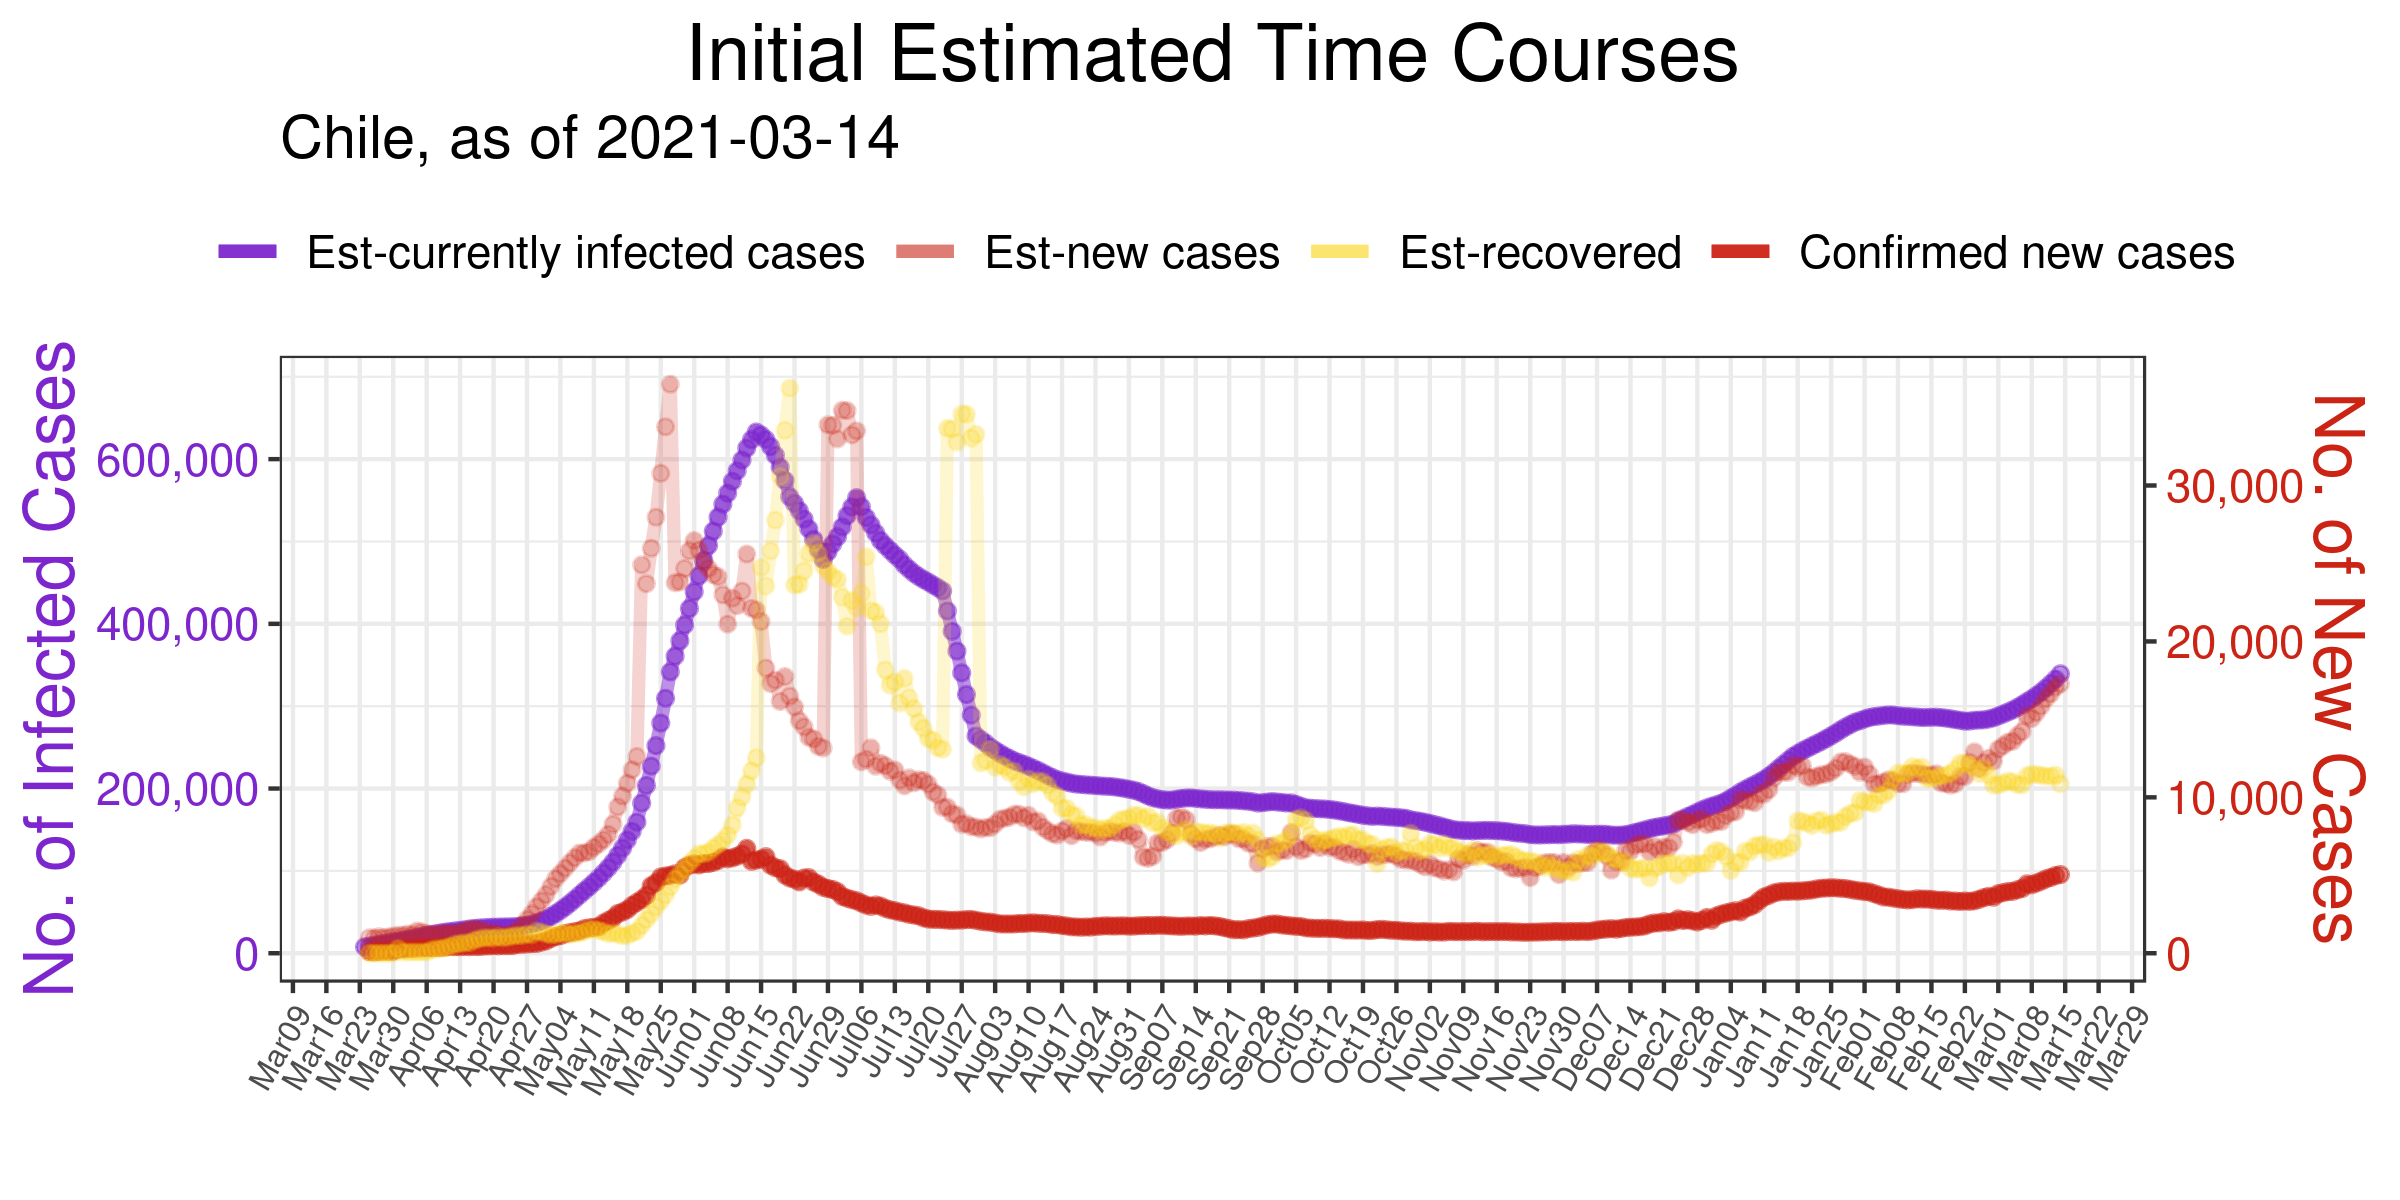 Initial Estimated Time Courses
Chile, as of 2021-03-14
Est-currently infected cases
Est-new cases
Est-recovered
Confirmed new cases
No. of Infected Cases
600,000
400,000
200,000
0
30,000
20,000
10,000
0
No. of New Cases
Mar09
Mar16
Mar23
Mar30
Apr06
Apr13
Apr20
Apr27
May04
May11
May18
May25
Jun01
Jun08
Jun15
Jun22
Jun29
Jul06
Jul13
Jul20
Jul27
Aug03
Aug10
Aug17
Aug24
Aug31
Sep07
Sep14
Sep21
Sep28
Oct05
Oct12
Oct19
Oct26
Nov02
Nov09
Nov16
Nov23
Nov30
Dec07
Dec14
Dec21
Dec28
Jan04
Jan11
Jan18
Jan25
Feb01
Feb08
Feb15
Feb22
Mar01
Mar08
Mar15
Mar22
Mar29